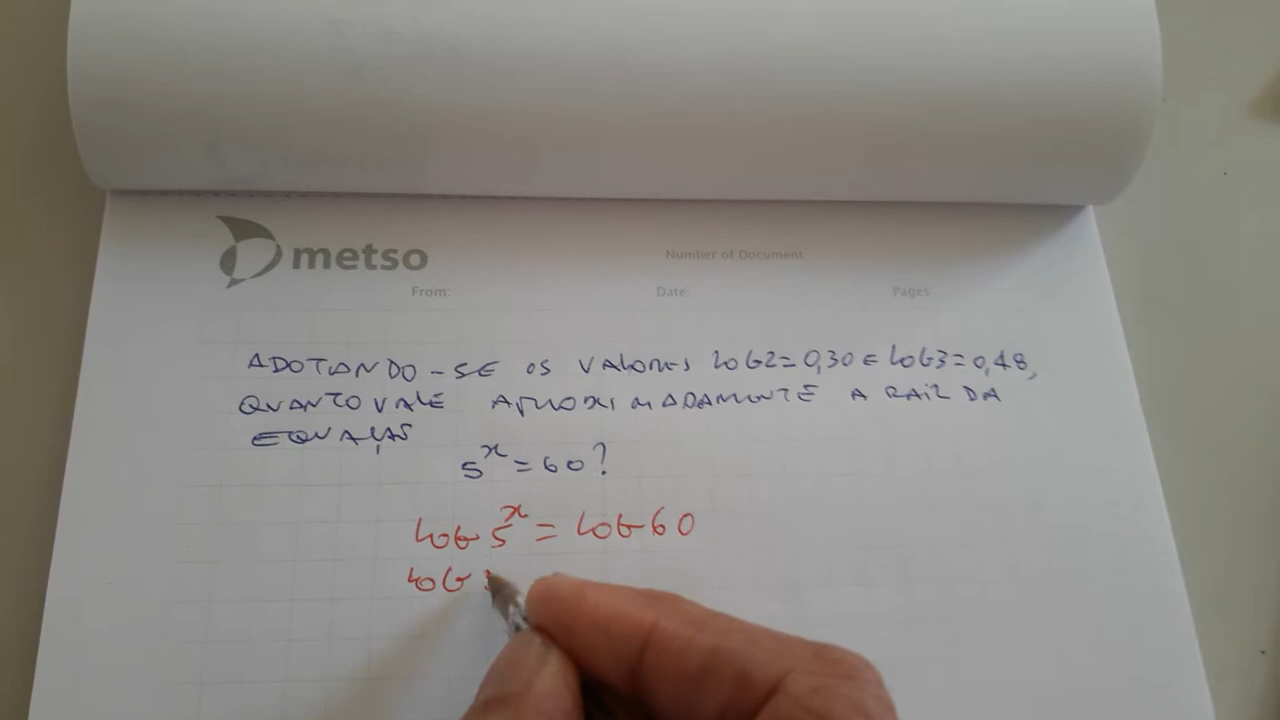 metso
Number of Document
From:
Date:
Pages
ADOTANDO-SE OS VALORES LOG2=0,30 E LOG3=0,48,
QUANTO VALE APROXIMADAMENTE A RAIZ DA
EQUAÇÃO
5^x=60?
LOG 5^x = LOG 60
LOG